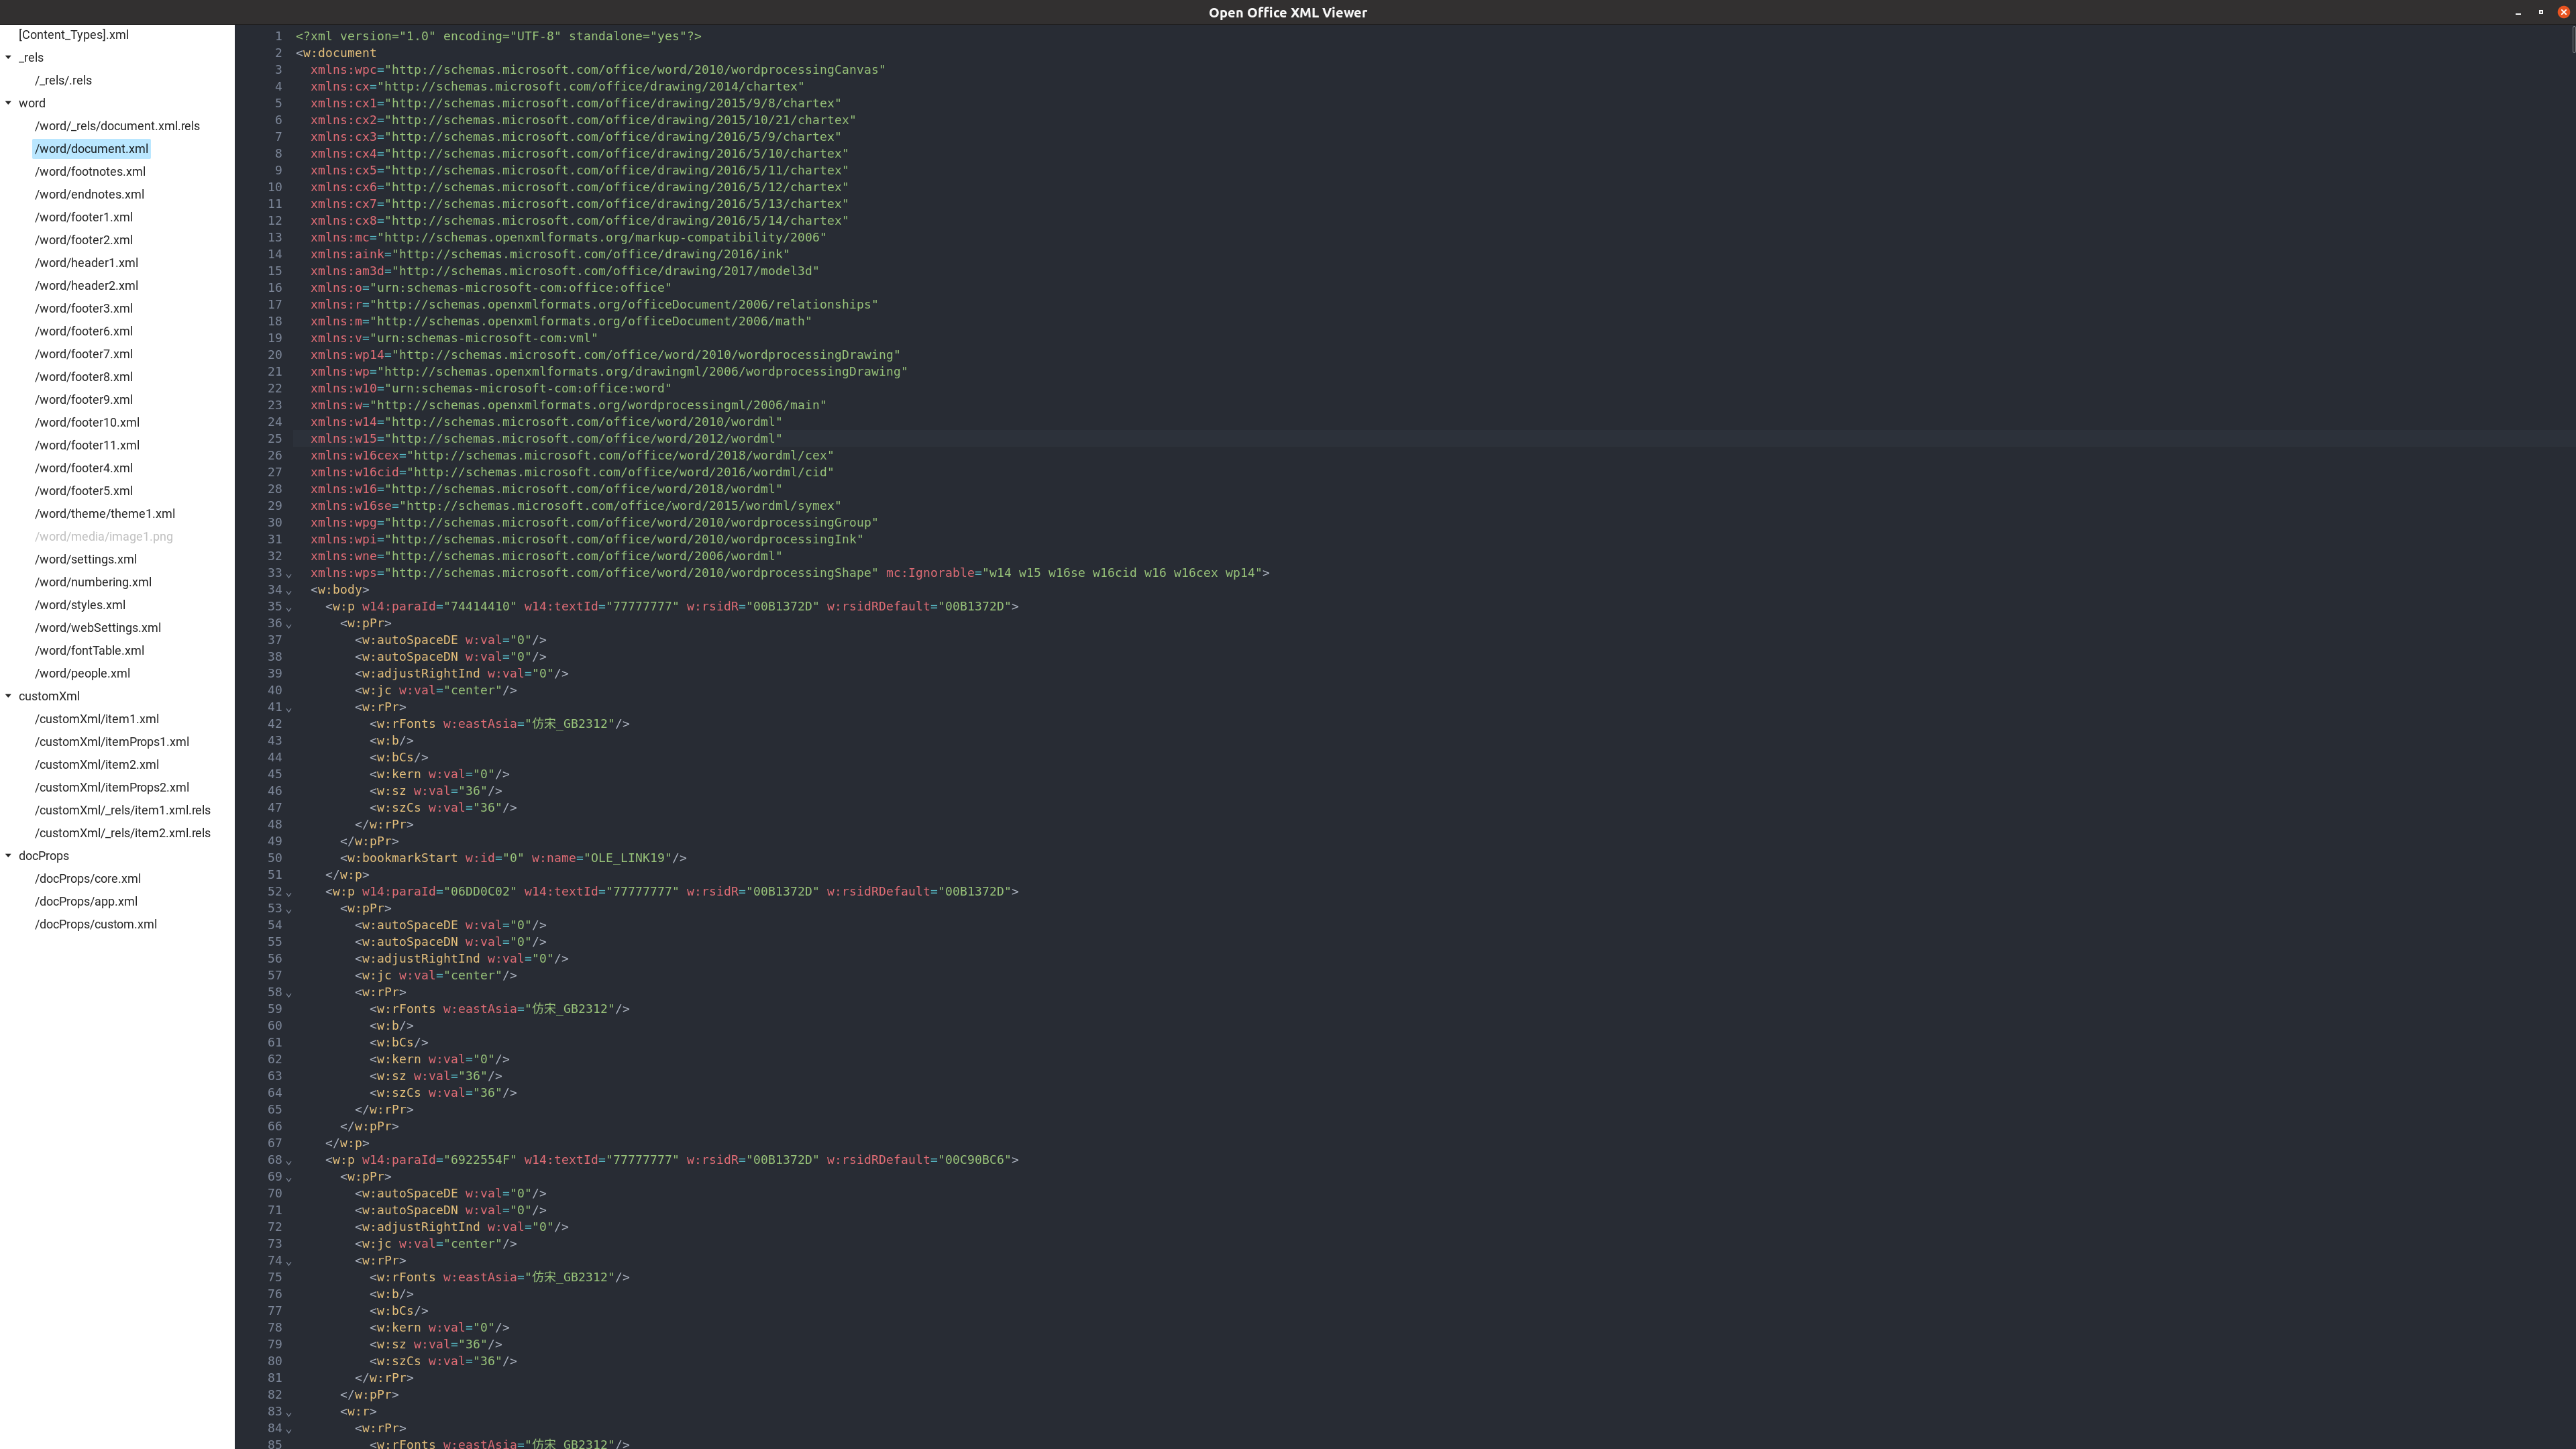 Open Office XML Viewer
[Content_Types].xml
_rels
/_rels/.rels
word
/word/_rels/document.xml.rels
/word/document.xml
/word/footnotes.xml
/word/endnotes.xml
/word/footer1.xml
/word/footer2.xml
/word/header1.xml
/word/header2.xml
/word/footer3.xml
/word/footer6.xml
/word/footer7.xml
/word/footer8.xml
/word/footer9.xml
/word/footer10.xml
/word/footer11.xml
/word/footer4.xml
/word/footer5.xml
/word/theme/theme1.xml
/word/media/image1.png
/word/settings.xml
/word/numbering.xml
/word/styles.xml
/word/webSettings.xml
/word/fontTable.xml
/word/people.xml
customXml
/customXml/item1.xml
/customXml/itemProps1.xml
/customXml/item2.xml
/customXml/itemProps2.xml
/customXml/_rels/item1.xml.rels
/customXml/_rels/item2.xml.rels
docProps
/docProps/core.xml
/docProps/app.xml
/docProps/custom.xml
1 <?xml version="1.0" encoding="UTF-8" standalone="yes"?>
2 <w:document
3 xmlns:wpc="http://schemas.microsoft.com/office/word/2010/wordprocessingCanvas"
4 xmlns:cx="http://schemas.microsoft.com/office/drawing/2014/chartex"
5 xmlns:cx1="http://schemas.microsoft.com/office/drawing/2015/9/8/chartex"
6 xmlns:cx2="http://schemas.microsoft.com/office/drawing/2015/10/21/chartex"
7 xmlns:cx3="http://schemas.microsoft.com/office/drawing/2016/5/9/chartex"
8 xmlns:cx4="http://schemas.microsoft.com/office/drawing/2016/5/10/chartex"
9 xmlns:cx5="http://schemas.microsoft.com/office/drawing/2016/5/11/chartex"
10 xmlns:cx6="http://schemas.microsoft.com/office/drawing/2016/5/12/chartex"
11 xmlns:cx7="http://schemas.microsoft.com/office/drawing/2016/5/13/chartex"
12 xmlns:cx8="http://schemas.microsoft.com/office/drawing/2016/5/14/chartex"
13 xmlns:mc="http://schemas.openxmlformats.org/markup-compatibility/2006"
14 xmlns:aink="http://schemas.microsoft.com/office/drawing/2016/ink"
15 xmlns:am3d="http://schemas.microsoft.com/office/drawing/2017/model3d"
16 xmlns:o="urn:schemas-microsoft-com:office:office"
17 xmlns:r="http://schemas.openxmlformats.org/officeDocument/2006/relationships"
18 xmlns:m="http://schemas.openxmlformats.org/officeDocument/2006/math"
19 xmlns:v="urn:schemas-microsoft-com:vml"
20 xmlns:wp14="http://schemas.microsoft.com/office/word/2010/wordprocessingDrawing"
21 xmlns:wp="http://schemas.openxmlformats.org/drawingml/2006/wordprocessingDrawing"
22 xmlns:w10="urn:schemas-microsoft-com:office:word"
23 xmlns:w="http://schemas.openxmlformats.org/wordprocessingml/2006/main"
24 xmlns:w14="http://schemas.microsoft.com/office/word/2010/wordml"
25 xmlns:w15="http://schemas.microsoft.com/office/word/2012/wordml"
26 xmlns:w16cex="http://schemas.microsoft.com/office/word/2018/wordml/cex"
27 xmlns:w16cid="http://schemas.microsoft.com/office/word/2016/wordml/cid"
28 xmlns:w16="http://schemas.microsoft.com/office/word/2018/wordml"
29 xmlns:w16se="http://schemas.microsoft.com/office/word/2015/wordml/symex"
30 xmlns:wpg="http://schemas.microsoft.com/office/word/2010/wordprocessingGroup"
31 xmlns:wpi="http://schemas.microsoft.com/office/word/2010/wordprocessingInk"
32 xmlns:wne="http://schemas.microsoft.com/office/word/2006/wordml"
33 xmlns:wps="http://schemas.microsoft.com/office/word/2010/wordprocessingShape" mc:Ignorable="w14 w15 w16se w16cid w16 w16cex wp14">
34 <w:body>
35 <w:p w14:paraId="74414410" w14:textId="77777777" w:rsidR="00B1372D" w:rsidRDefault="00B1372D">
36 <w:pPr>
37 <w:autoSpaceDE w:val="0"/>
38 <w:autoSpaceDN w:val="0"/>
39 <w:adjustRightInd w:val="0"/>
40 <w:jc w:val="center"/>
41 <w:rPr>
42 <w:rFonts w:eastAsia="仿宋_GB2312"/>
43 <w:b/>
44 <w:bCs/>
45 <w:kern w:val="0"/>
46 <w:sz w:val="36"/>
47 <w:szCs w:val="36"/>
48 </w:rPr>
49 </w:pPr>
50 <w:bookmarkStart w:id="0" w:name="OLE_LINK19"/>
51 </w:p>
52 <w:p w14:paraId="06DD0C02" w14:textId="77777777" w:rsidR="00B1372D" w:rsidRDefault="00B1372D">
53 <w:pPr>
54 <w:autoSpaceDE w:val="0"/>
55 <w:autoSpaceDN w:val="0"/>
56 <w:adjustRightInd w:val="0"/>
57 <w:jc w:val="center"/>
58 <w:rPr>
59 <w:rFonts w:eastAsia="仿宋_GB2312"/>
60 <w:b/>
61 <w:bCs/>
62 <w:kern w:val="0"/>
63 <w:sz w:val="36"/>
64 <w:szCs w:val="36"/>
65 </w:rPr>
66 </w:pPr>
67 </w:p>
68 <w:p w14:paraId="6922554F" w14:textId="77777777" w:rsidR="00B1372D" w:rsidRDefault="00C90BC6">
69 <w:pPr>
70 <w:autoSpaceDE w:val="0"/>
71 <w:autoSpaceDN w:val="0"/>
72 <w:adjustRightInd w:val="0"/>
73 <w:jc w:val="center"/>
74 <w:rPr>
75 <w:rFonts w:eastAsia="仿宋_GB2312"/>
76 <w:b/>
77 <w:bCs/>
78 <w:kern w:val="0"/>
79 <w:sz w:val="36"/>
80 <w:szCs w:val="36"/>
81 </w:rPr>
82 </w:pPr>
83 <w:r>
84 <w:rPr>
85 <w:rFonts w:eastAsia="仿宋_GB2312"/>